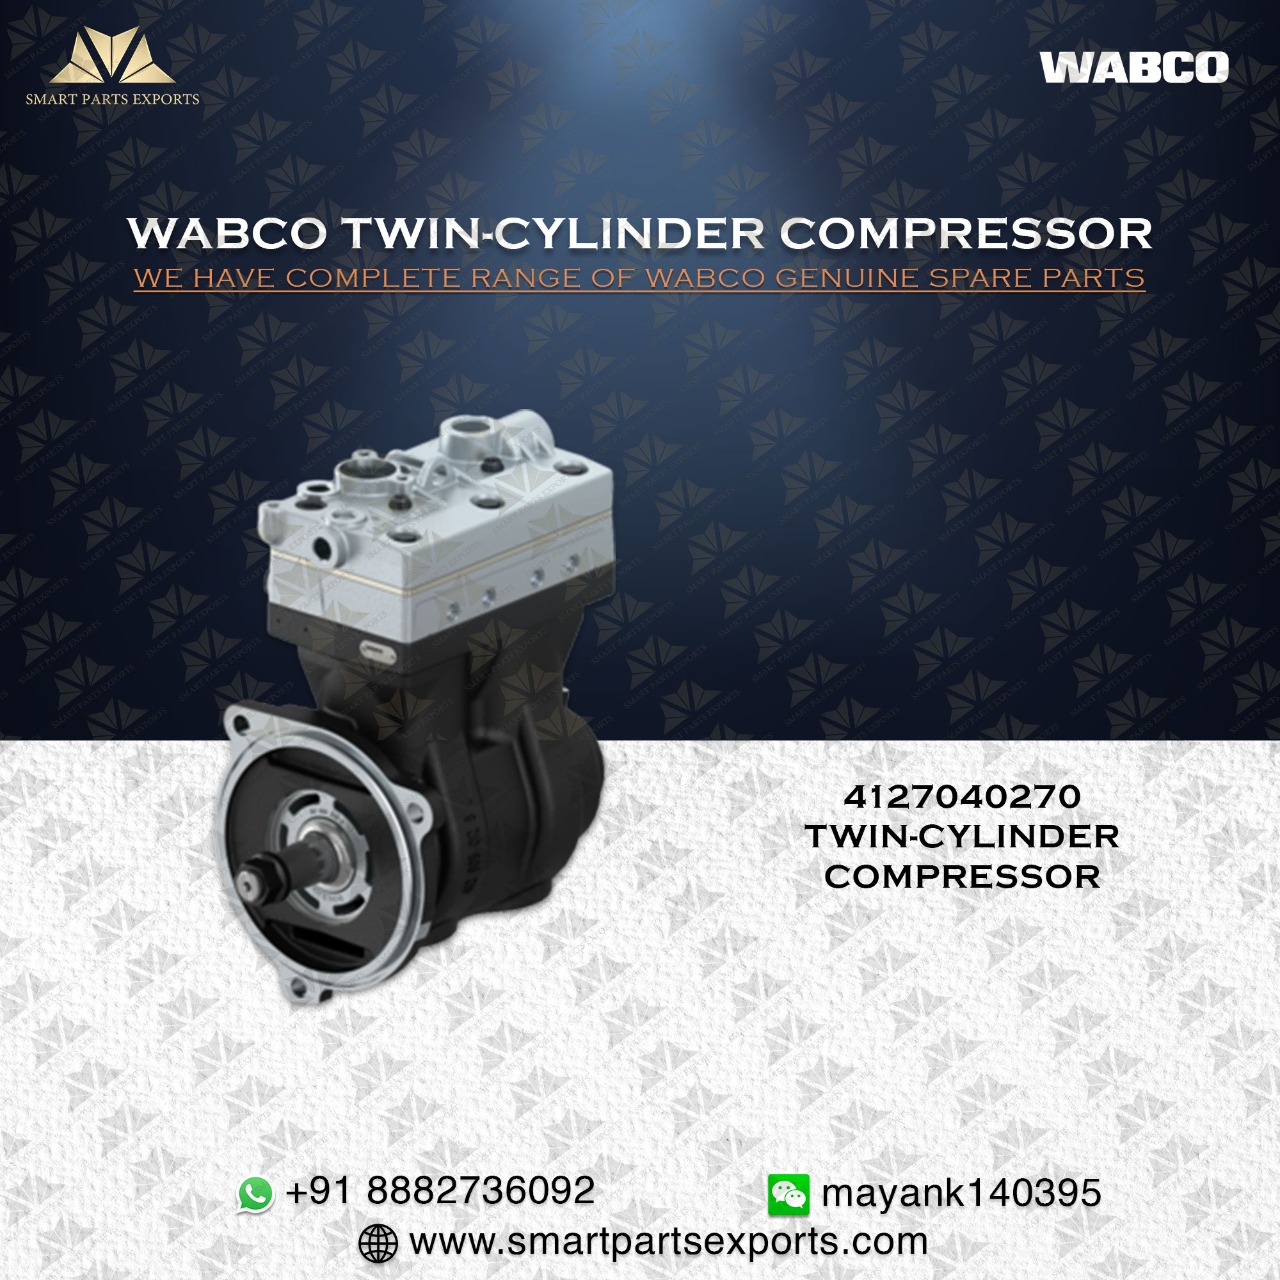 SMART PARTS EXPORTS
WABCO
WABCO TWIN-CYLINDER COMPRESSOR
WE HAVE COMPLETE RANGE OF WABCO GENUINE SPARE PARTS
4127040270
TWIN-CYLINDER
COMPRESSOR
+91 8882736092
mayank140395
www.smartpartsexports.com